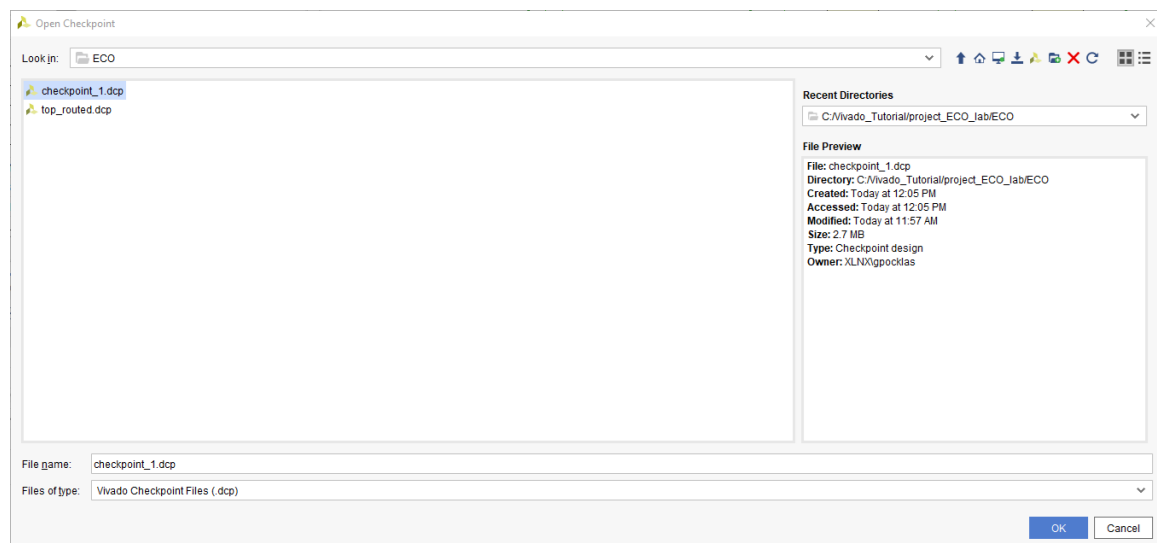 Open Checkpoint
Look in: ECO
checkpoint_1.dcp
top_routed.dcp
Recent Directories
C:/Vivado_Tutorial/project_ECO_lab/ECO
File Preview
File: checkpoint_1.dcp
Directory: C:/Vivado_Tutorial/project_ECO_lab/ECO
Created: Today at 12:05 PM
Accessed: Today at 12:05 PM
Modified: Today at 11:57 AM
Size: 2.7 MB
Type: Checkpoint design
Owner: XLNX\gpocklas
File name: checkpoint_1.dcp
Files of type: Vivado Checkpoint Files (.dcp)
OK Cancel